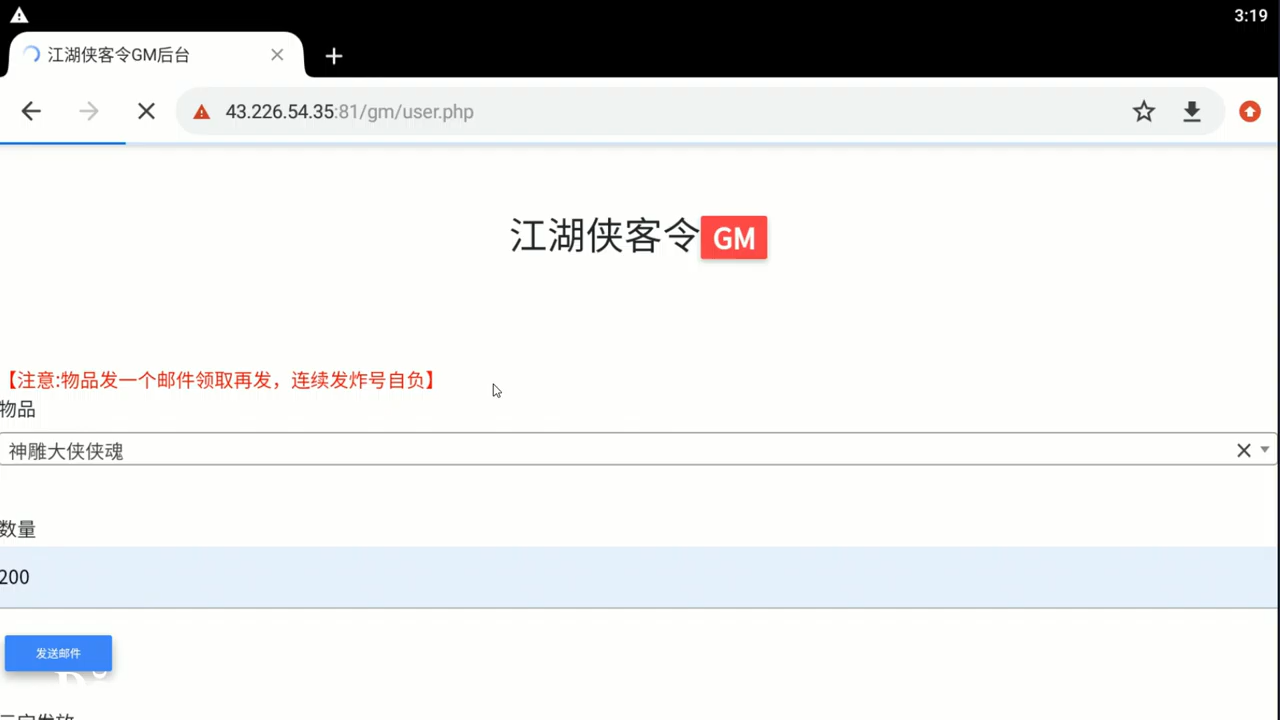 3:19
江湖侠客令GM后台
43.226.54.35:81/gm/user.php
江湖侠客令GM
【注意:物品发一个邮件领取再发，连续发炸号自负】
物品
神雕大侠侠魂
数量
200
发送邮件